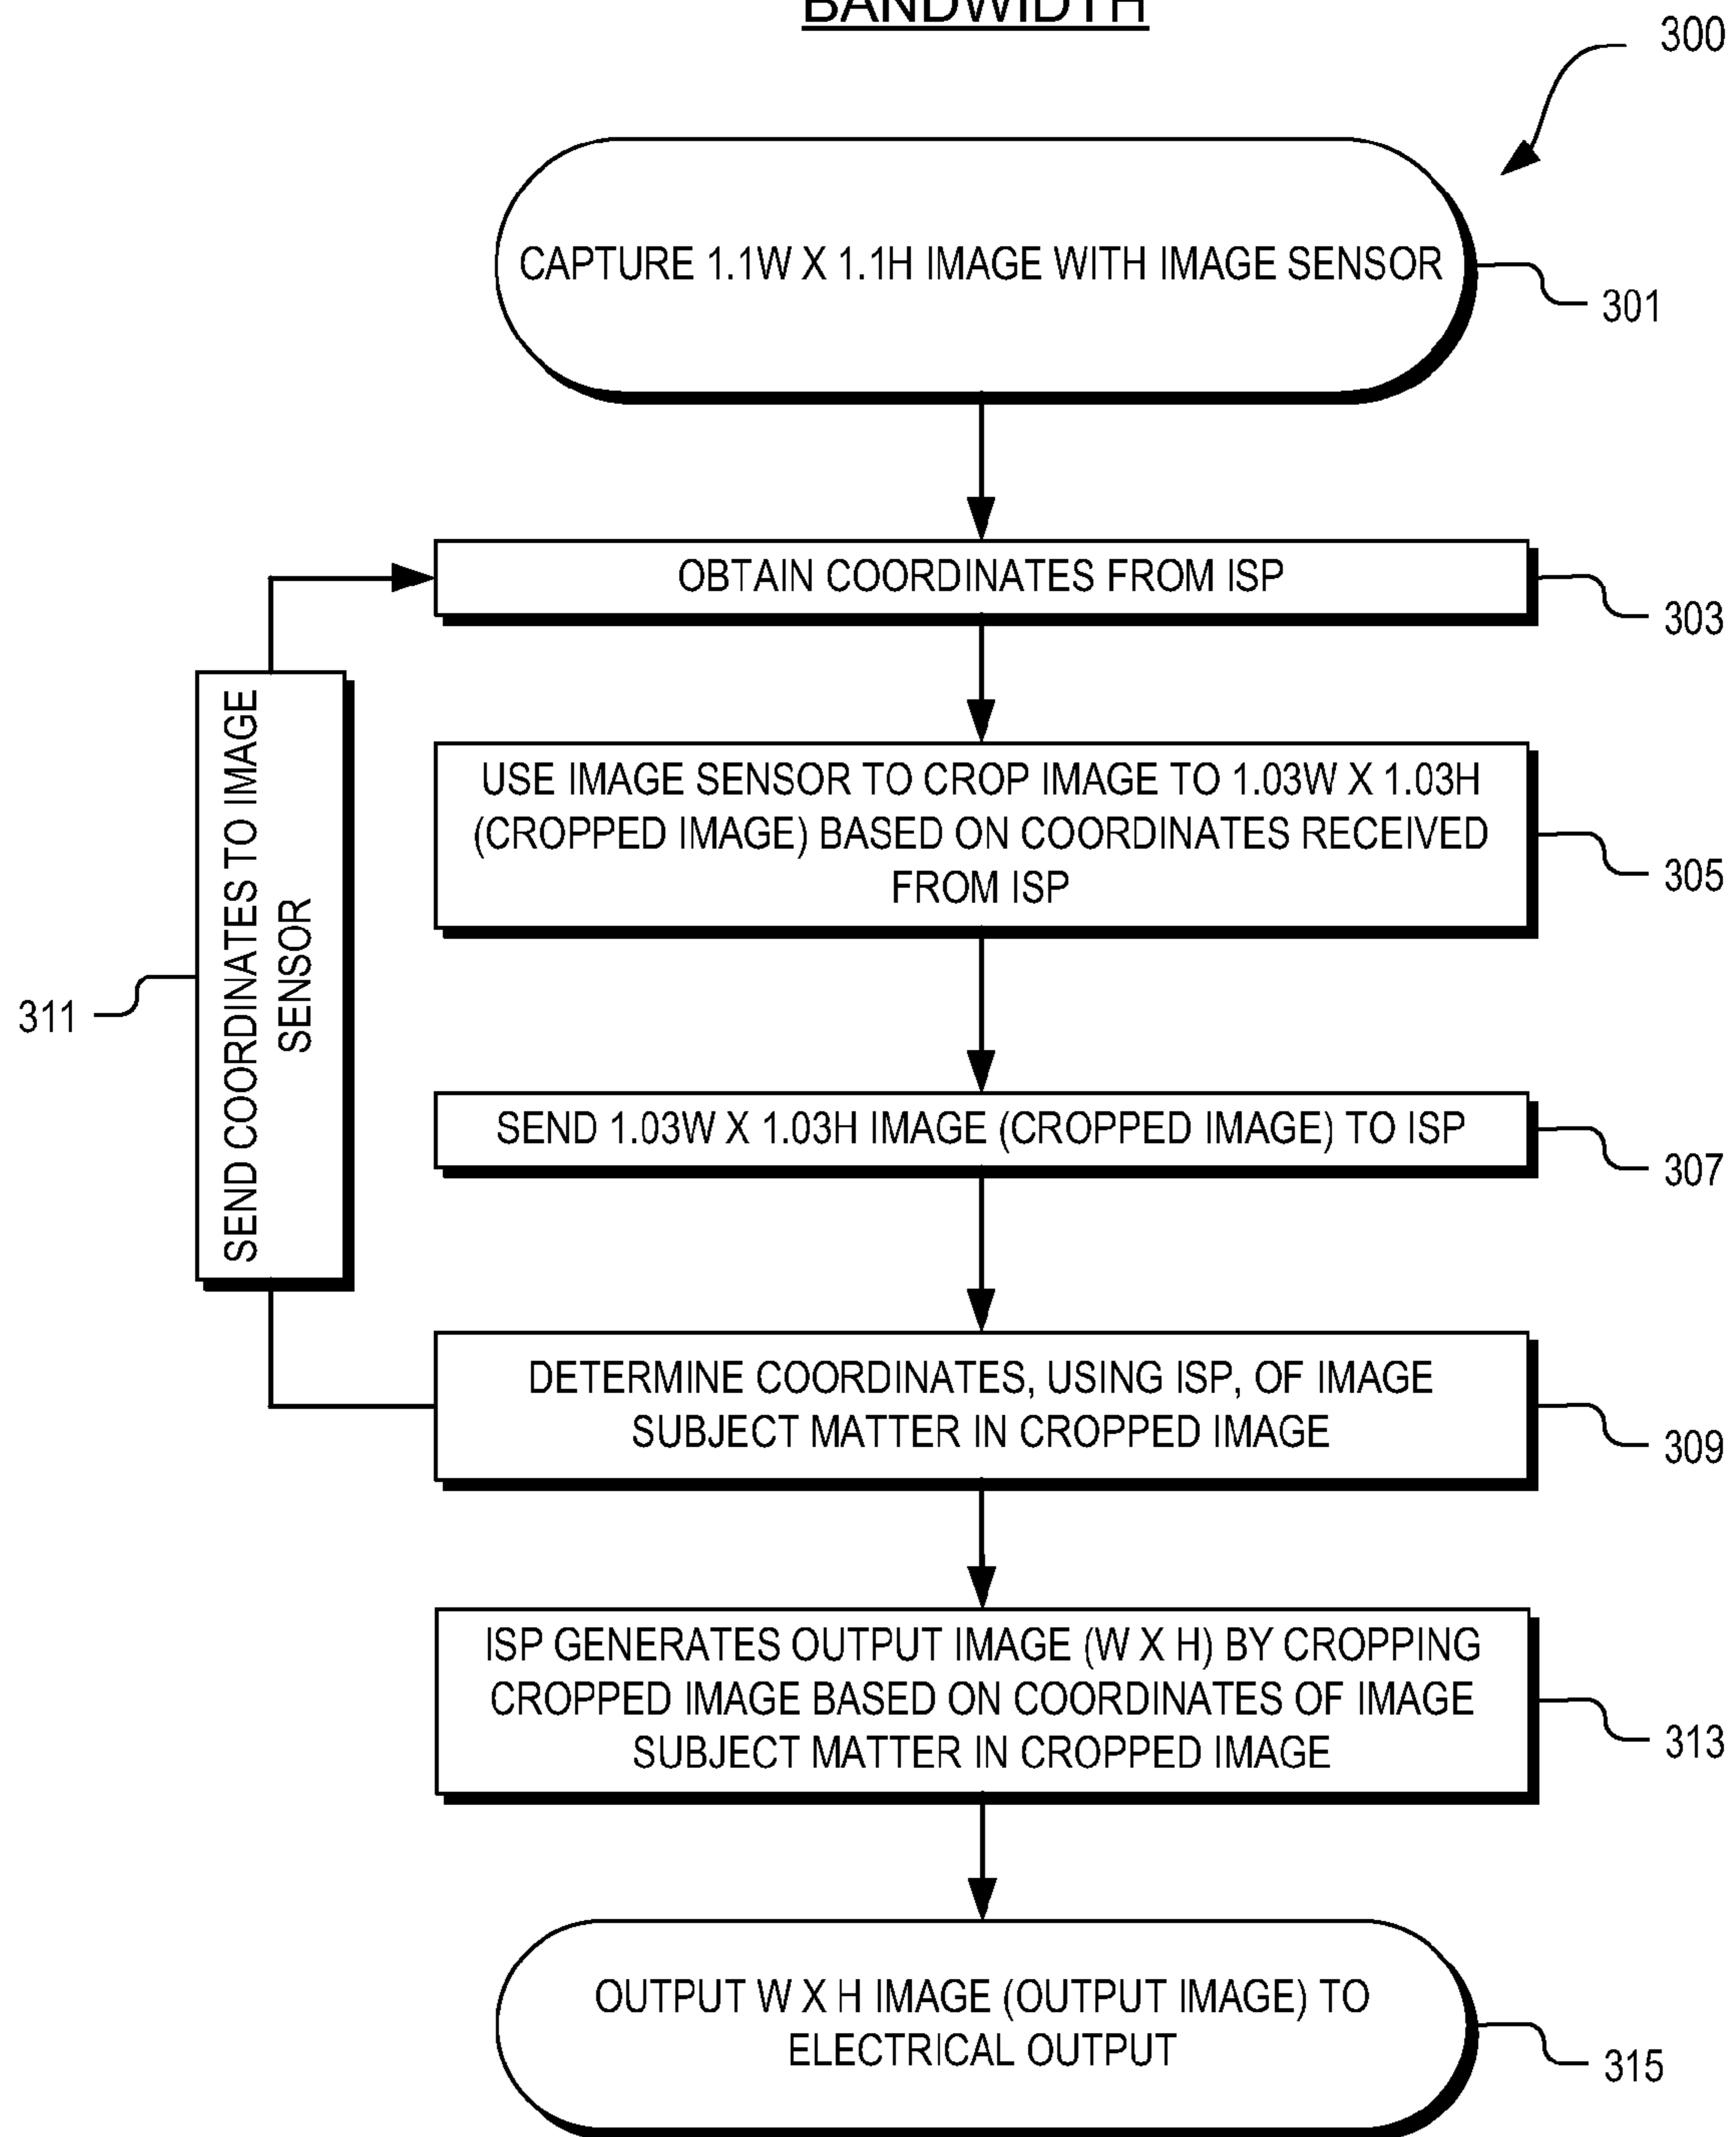 BANDWIDTH
300
CAPTURE 1.1W X 1.1H IMAGE WITH IMAGE SENSOR
301
OBTAIN COORDINATES FROM ISP
303
USE IMAGE SENSOR TO CROP IMAGE TO 1.03W X 1.03H
(CROPPED IMAGE) BASED ON COORDINATES RECEIVED
FROM ISP
305
SEND COORDINATES TO IMAGE
SENSOR
311
SEND 1.03W X 1.03H IMAGE (CROPPED IMAGE) TO ISP
307
DETERMINE COORDINATES, USING ISP, OF IMAGE
SUBJECT MATTER IN CROPPED IMAGE
309
ISP GENERATES OUTPUT IMAGE (W X H) BY CROPPING
CROPPED IMAGE BASED ON COORDINATES OF IMAGE
SUBJECT MATTER IN CROPPED IMAGE
313
OUTPUT W X H IMAGE (OUTPUT IMAGE) TO
ELECTRICAL OUTPUT
315